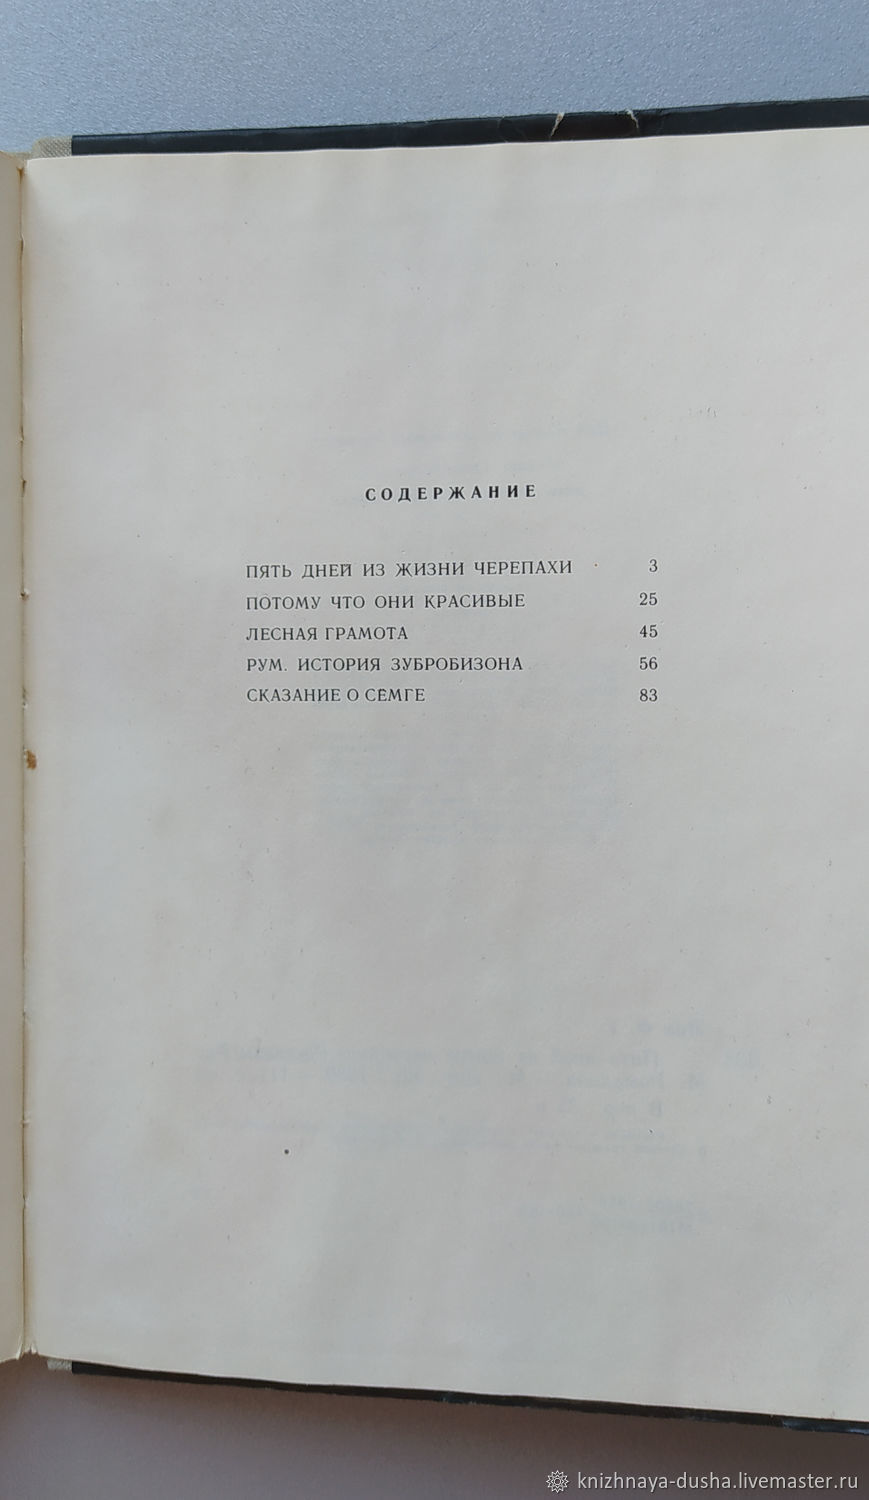 СОДЕРЖАНИЕ
ПЯТЬ ДНЕЙ ИЗ ЖИЗНИ ЧЕРЕПАХИ 3
ПОТОМУ ЧТО ОНИ КРАСИВЫЕ 25
ЛЕСНАЯ ГРАМОТА 45
РУМ. ИСТОРИЯ ЗУБРОБИЗОНА 56
СКАЗАНИЕ О СЕМГЕ 83
knizhnaya-dusha.livemaster.ru